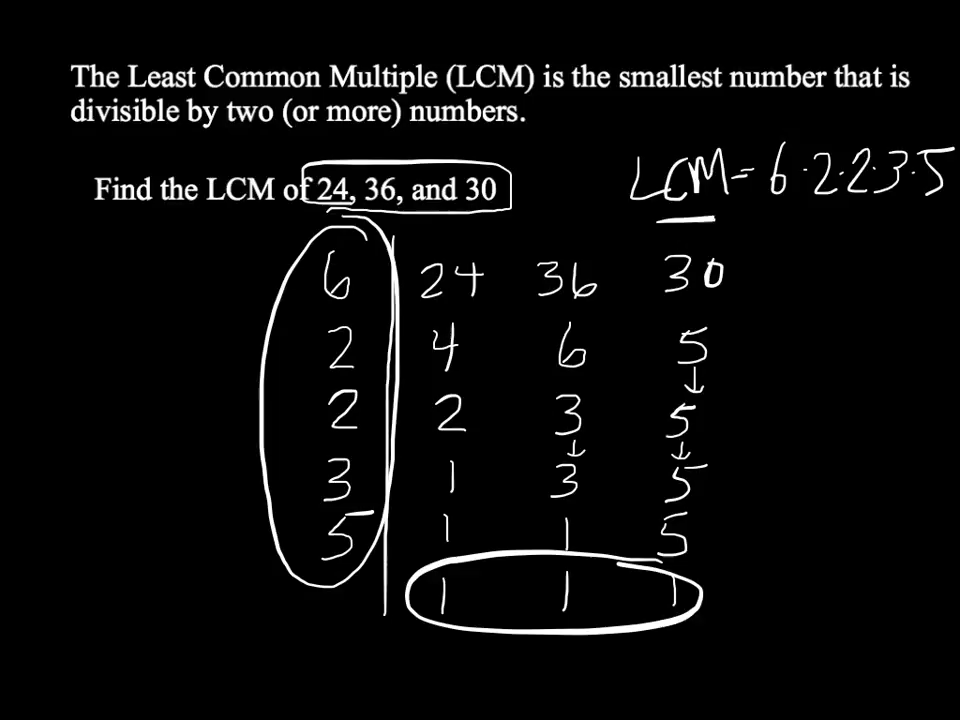 The Least Common Multiple (LCM) is the smallest number that is
divisible by two (or more) numbers.
LCM = 6·2·2·3·5
Find the LCM of 24, 36, and 30
6 24 36 30
2 4 6 5
2 2 3 5
3 1 3 5
5 1 1 5
1 1 1